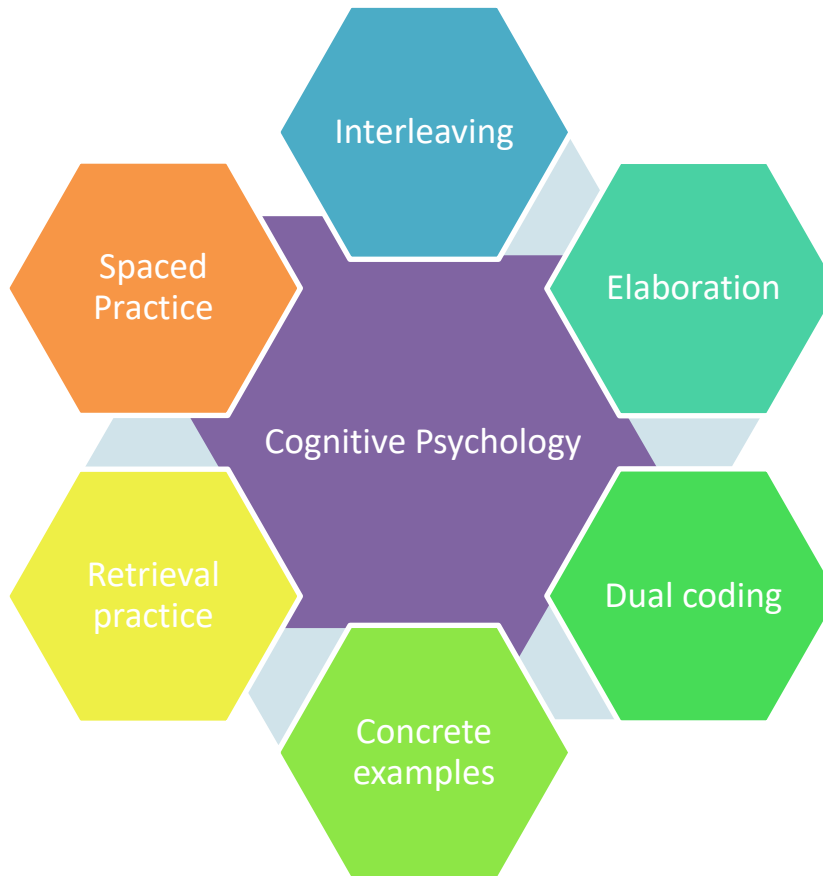 Interleaving
Elaboration
Dual coding
Concrete
examples
Retrieval
practice
Spaced
Practice
Cognitive Psychology